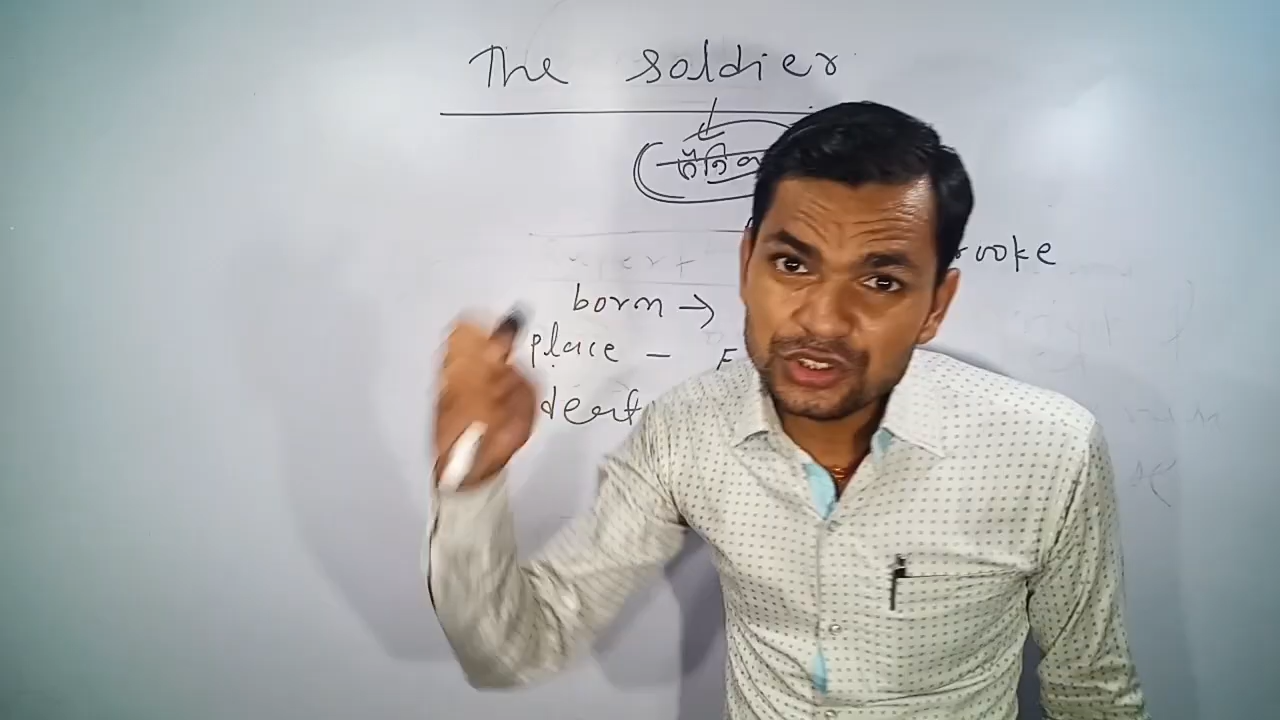 The soldier
सैनिक
rooke
born →
place – F
deat